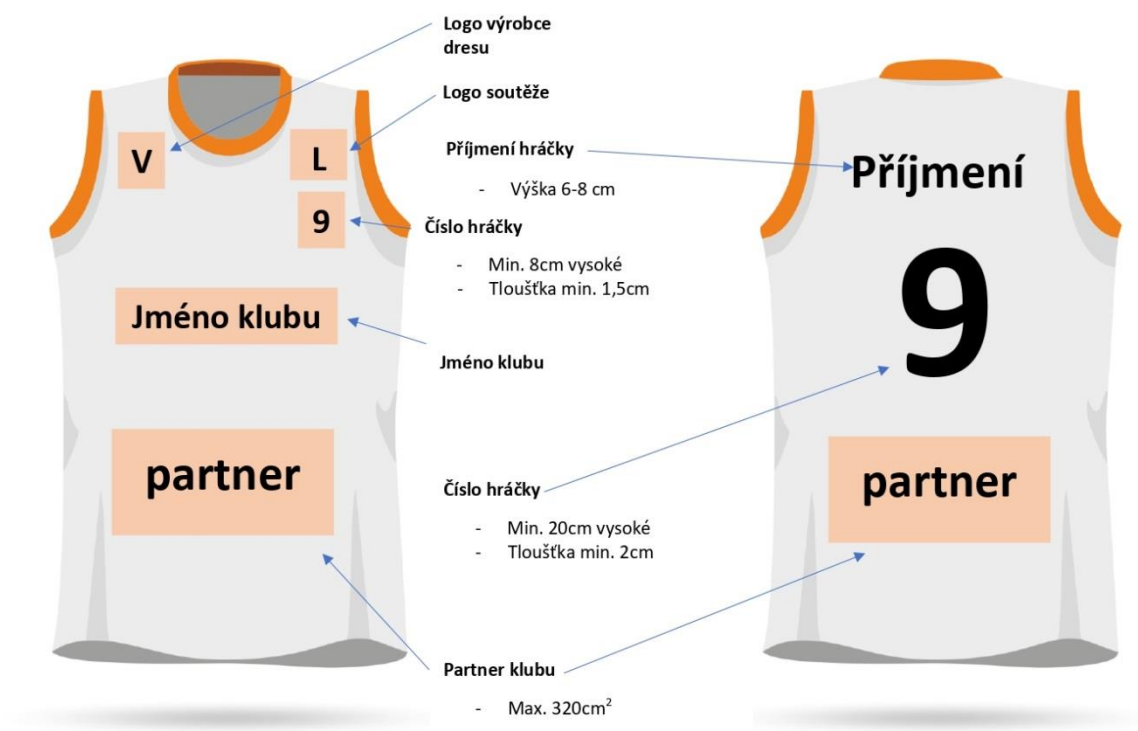 Logo výrobce
dresu
Logo soutěže
Příjmení hráčky
- Výška 6-8 cm
Číslo hráčky
- Min. 8cm vysoké
- Tloušťka min. 1,5cm
Jméno klubu
Číslo hráčky
- Min. 20cm vysoké
- Tloušťka min. 2cm
Partner klubu
- Max. 320cm²
V
L
9
Jméno klubu
partner
Příjmení
9
partner